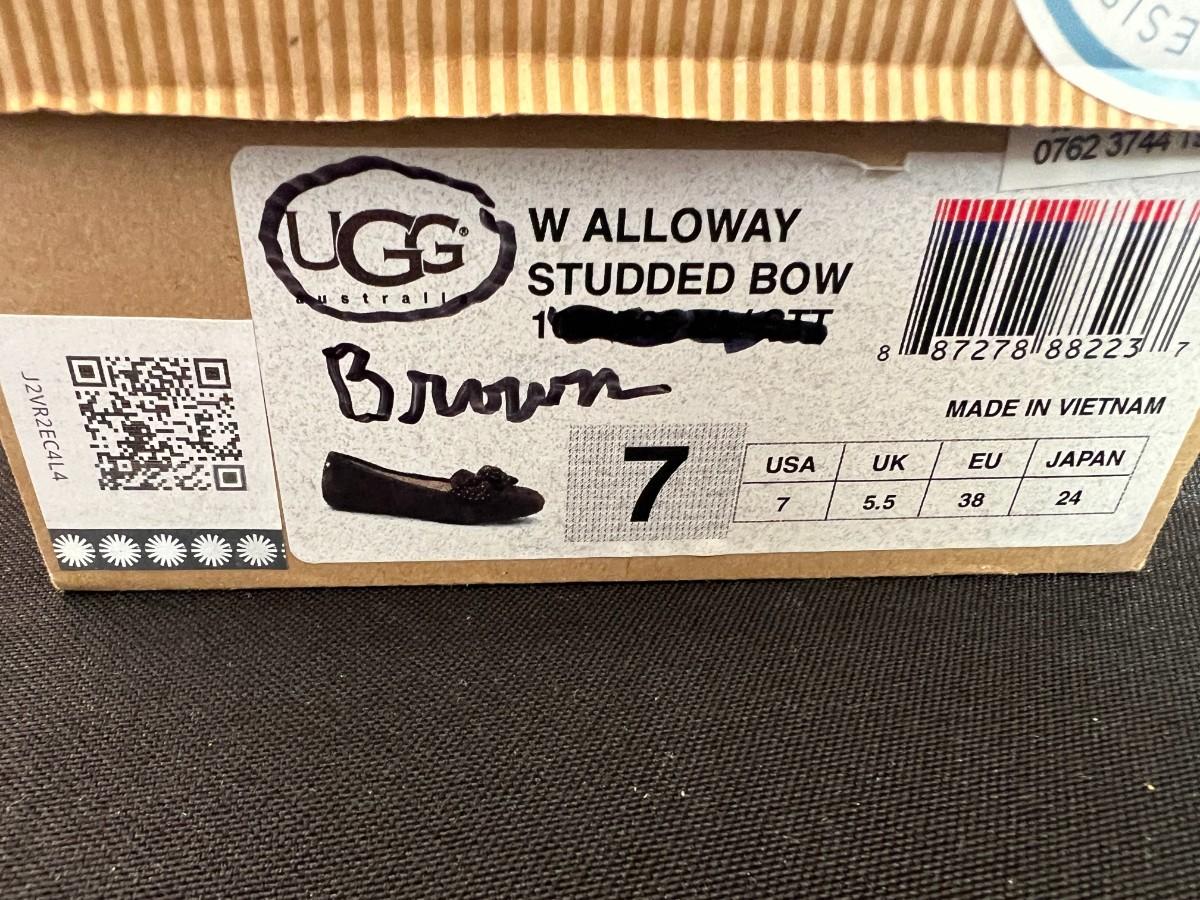 ESIG
0762 3744
UGG®
australia
W ALLOWAY
STUDDED BOW
Brown
8 87278 88223 7
MADE IN VIETNAM
J2VR2EC4L4
7
USA UK EU JAPAN
7 5.5 38 24